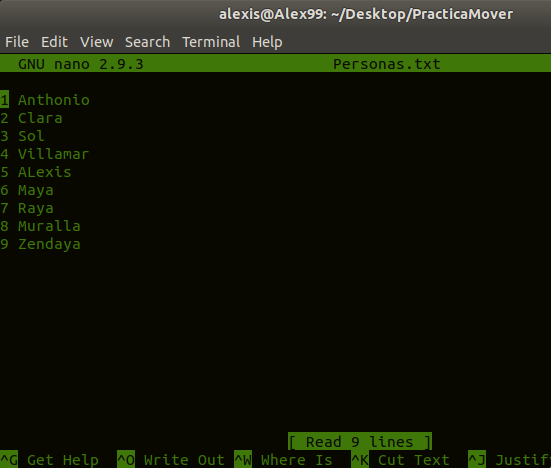 alexis@Alex99: ~/Desktop/PracticaMover
File Edit View Search Terminal Help
GNU nano 2.9.3 Personas.txt
1 Anthonio
2 Clara
3 Sol
4 Villamar
5 ALexis
6 Maya
7 Raya
8 Muralla
9 Zendaya
[ Read 9 lines ]
^G Get Help ^O Write Out ^W Where Is ^K Cut Text ^J Justify